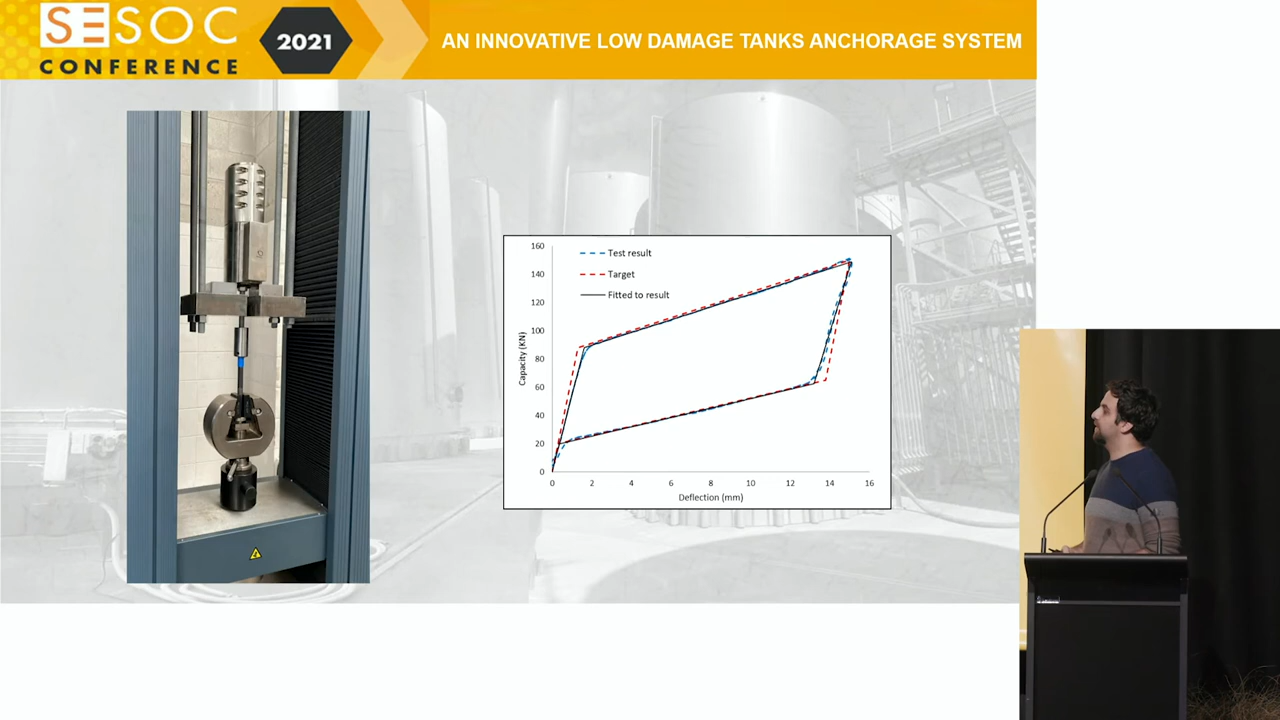 SESOC
CONFERENCE
2021
AN INNOVATIVE LOW DAMAGE TANKS ANCHORAGE SYSTEM
160
140
120
100
80
60
40
20
0
Capacity (KN)
Test result
Target
Fitted to result
0 2 4 6 8 10 12 14 16
Deflection (mm)